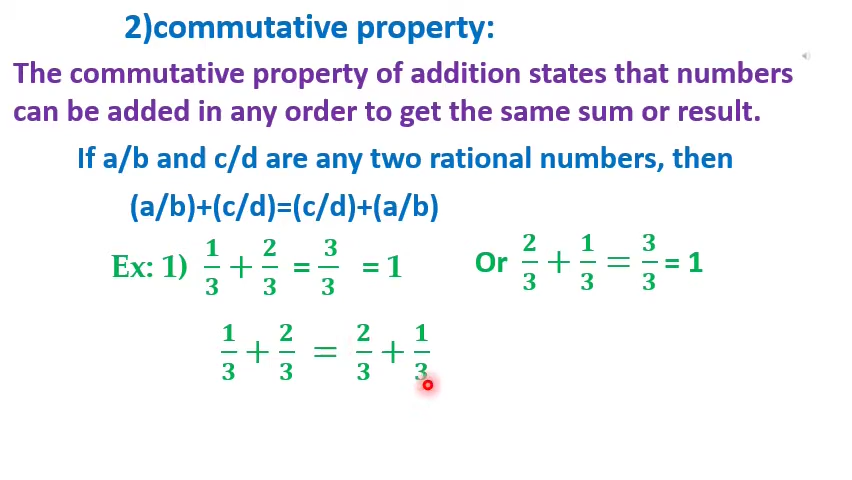 2)commutative property:
The commutative property of addition states that numbers
can be added in any order to get the same sum or result.
If a/b and c/d are any two rational numbers, then
(a/b)+(c/d)=(c/d)+(a/b)
Ex: 1) 1/3 + 2/3 = 3/3 = 1 Or 2/3 + 1/3 = 3/3 = 1
1/3 + 2/3 = 2/3 + 1/3